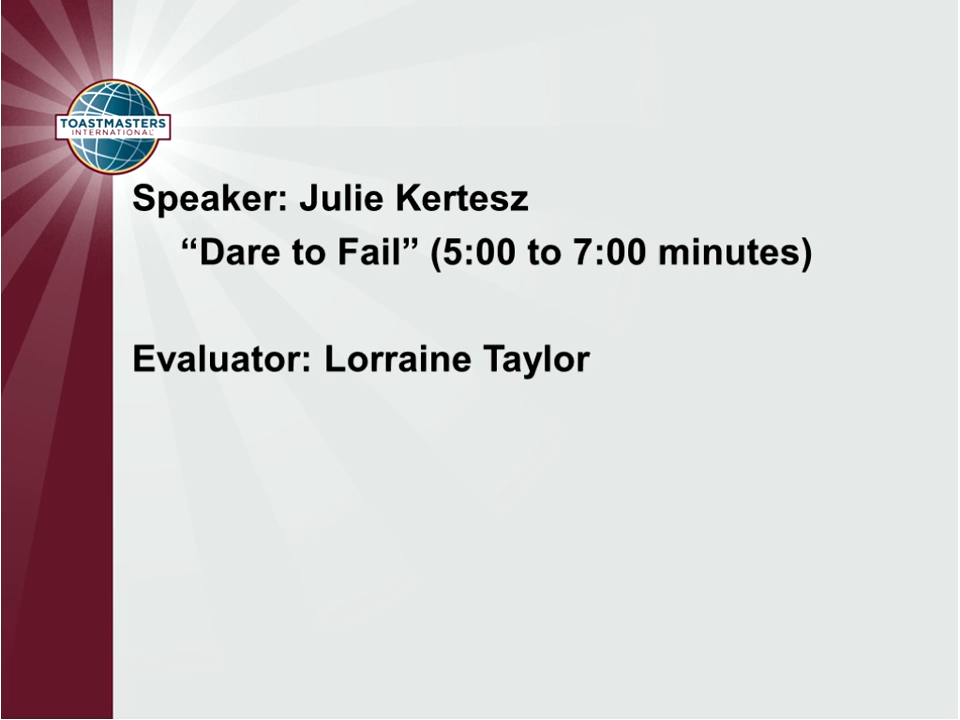 TOASTMASTERS
INTERNATIONAL
Speaker: Julie Kertesz
“Dare to Fail” (5:00 to 7:00 minutes)
Evaluator: Lorraine Taylor